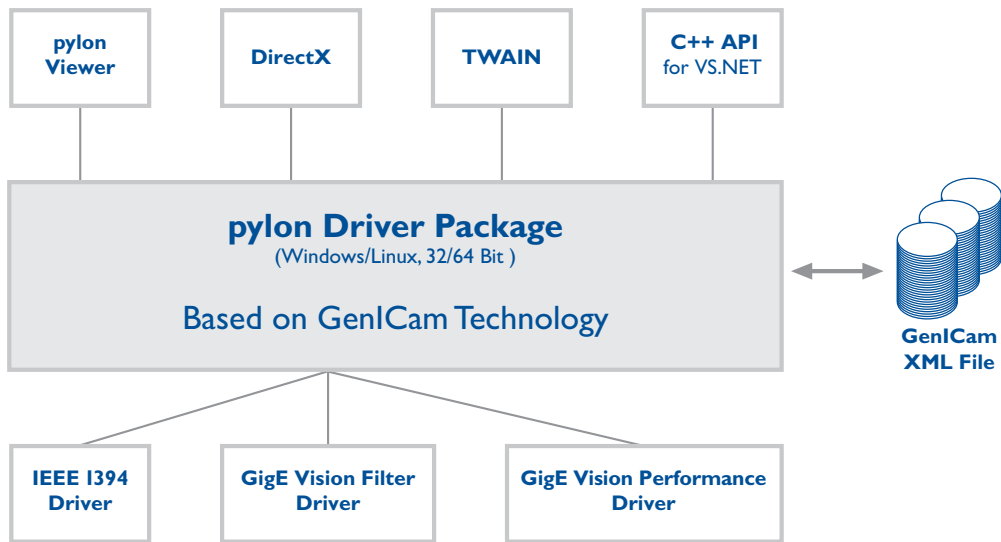 pylon
Viewer
DirectX
TWAIN
C++ API
for VS.NET
pylon Driver Package
(Windows/Linux, 32/64 Bit )
Based on GenICam Technology
GenICam
XML File
IEEE 1394
Driver
GigE Vision Filter
Driver
GigE Vision Performance
Driver